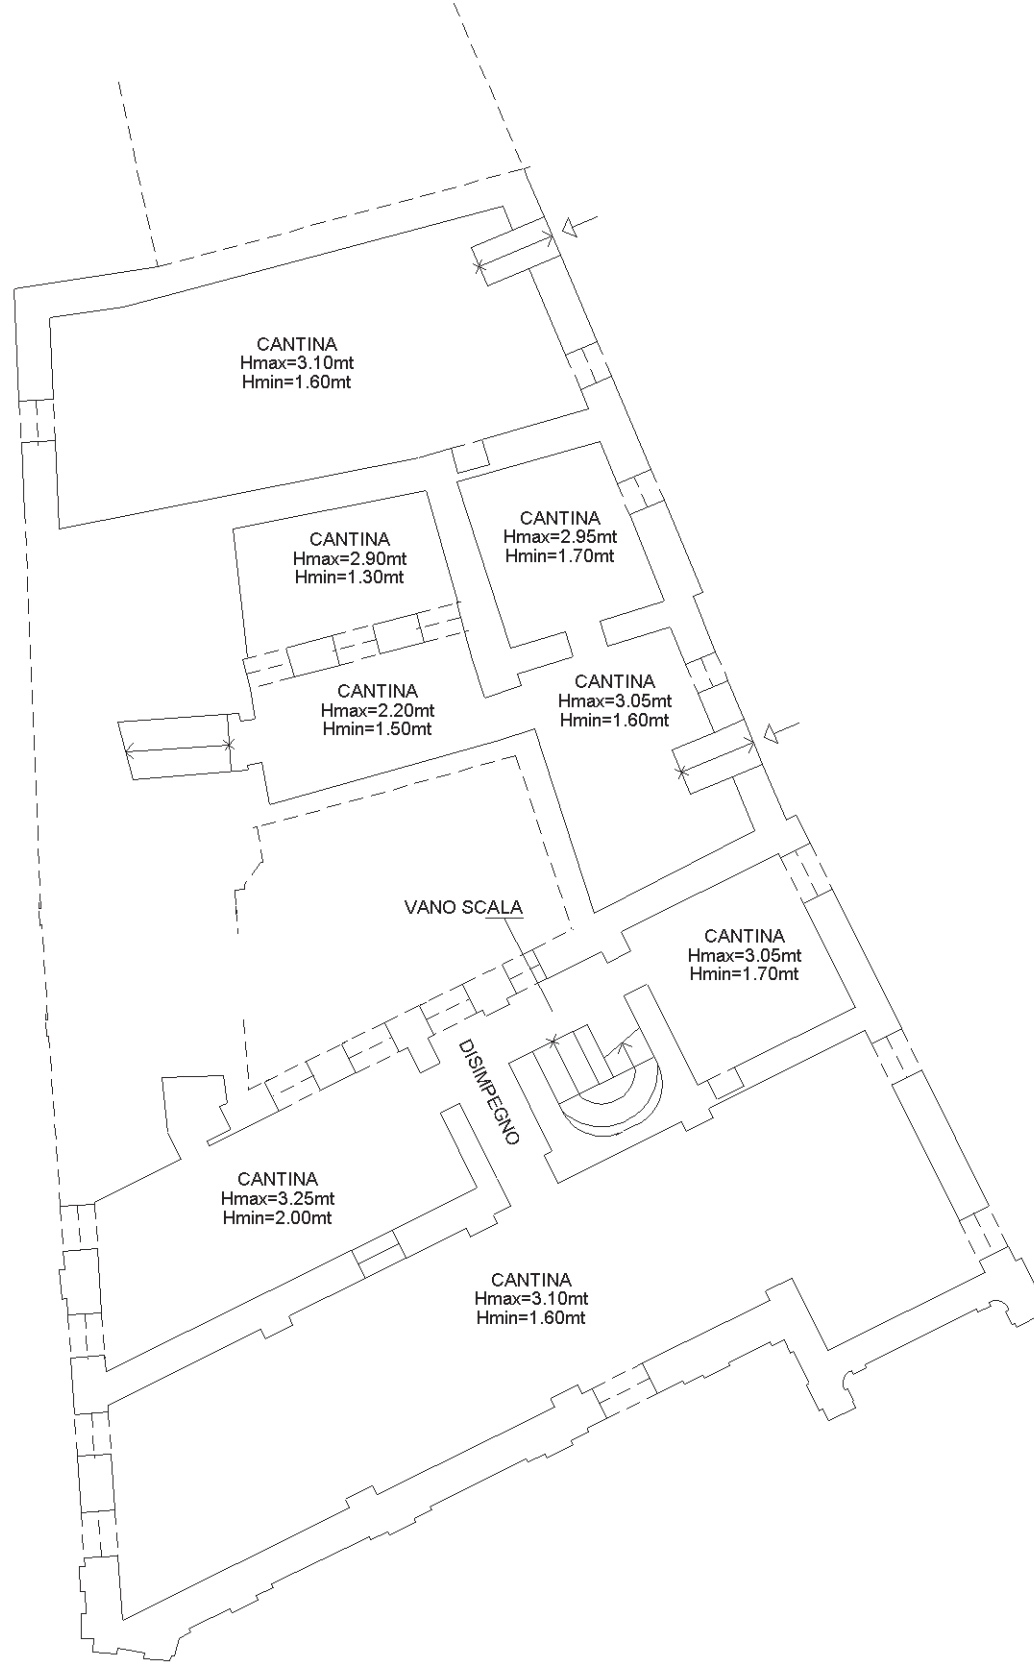 CANTINA
Hmax=3.10mt
Hmin=1.60mt
CANTINA
Hmax=2.95mt
Hmin=1.70mt
CANTINA
Hmax=2.90mt
Hmin=1.30mt
CANTINA
Hmax=3.05mt
Hmin=1.60mt
CANTINA
Hmax=2.20mt
Hmin=1.50mt
VANO SCALA
CANTINA
Hmax=3.05mt
Hmin=1.70mt
DISIMPEGNO
CANTINA
Hmax=3.25mt
Hmin=2.00mt
CANTINA
Hmax=3.10mt
Hmin=1.60mt